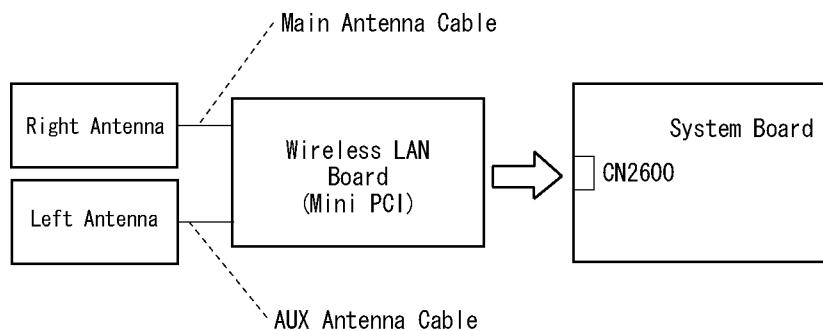 Main Antenna Cable
Right Antenna
Wireless LAN
Board
(Mini PCI)
System Board
CN2600
Left Antenna
AUX Antenna Cable